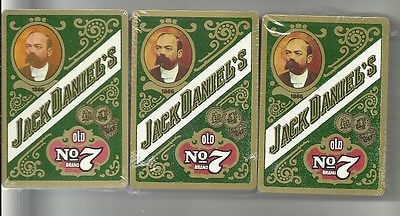 1866
JACK DANIEL'S
OLD
No 7
BRAND
1866
JACK DANIEL'S
OLD
No 7
BRAND
1866
JACK DANIEL'S
OLD
No 7
BRAND